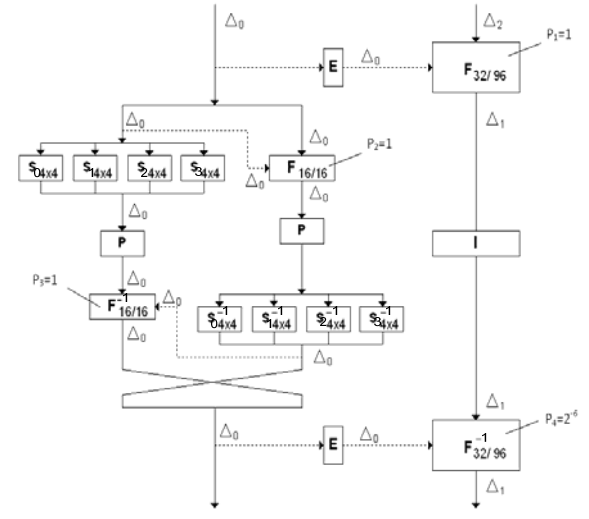 Δ₀ Δ₂ P₁=1
E Δ₀ F32/96
Δ₀ Δ₀ Δ₁
P₂=1
S04x4 S14x4 S24x4 S34x4 F16/16
Δ₀
Δ₀ Δ₀
P P I
P₃=1 Δ₀ Δ₀
F⁻¹16/16 S⁻¹04x4 S⁻¹14x4 S⁻¹24x4 S⁻¹34x4
Δ₀ Δ₀
Δ₁
P₄=2⁻⁶
Δ₀ E Δ₀ F⁻¹32/96
Δ₁